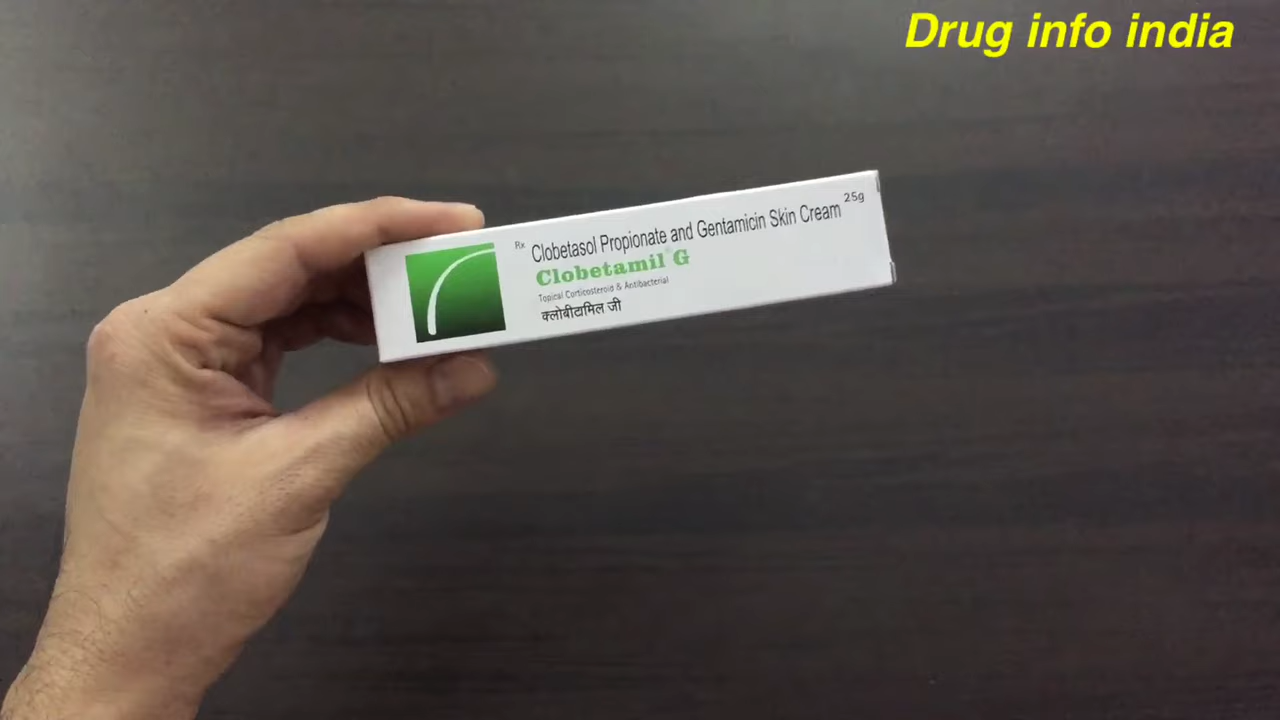 Drug info india
Rx Clobetasol Propionate and Gentamicin Skin Cream 25g
Clobetamil® G
Topical Corticosteroid & Antibacterial
क्लोबीटामिल जी